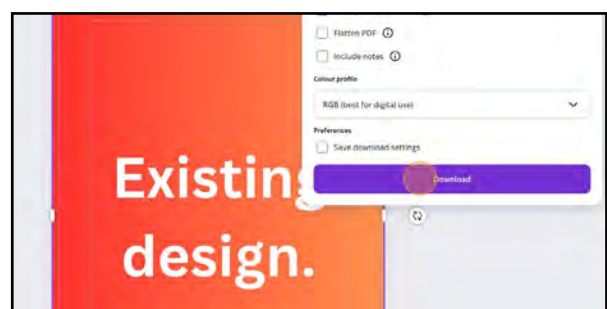 Flatten PDF
Include notes
Colour profile
RGB (best for digital use)
Preferences
Save download settings
Download
Existing
design.